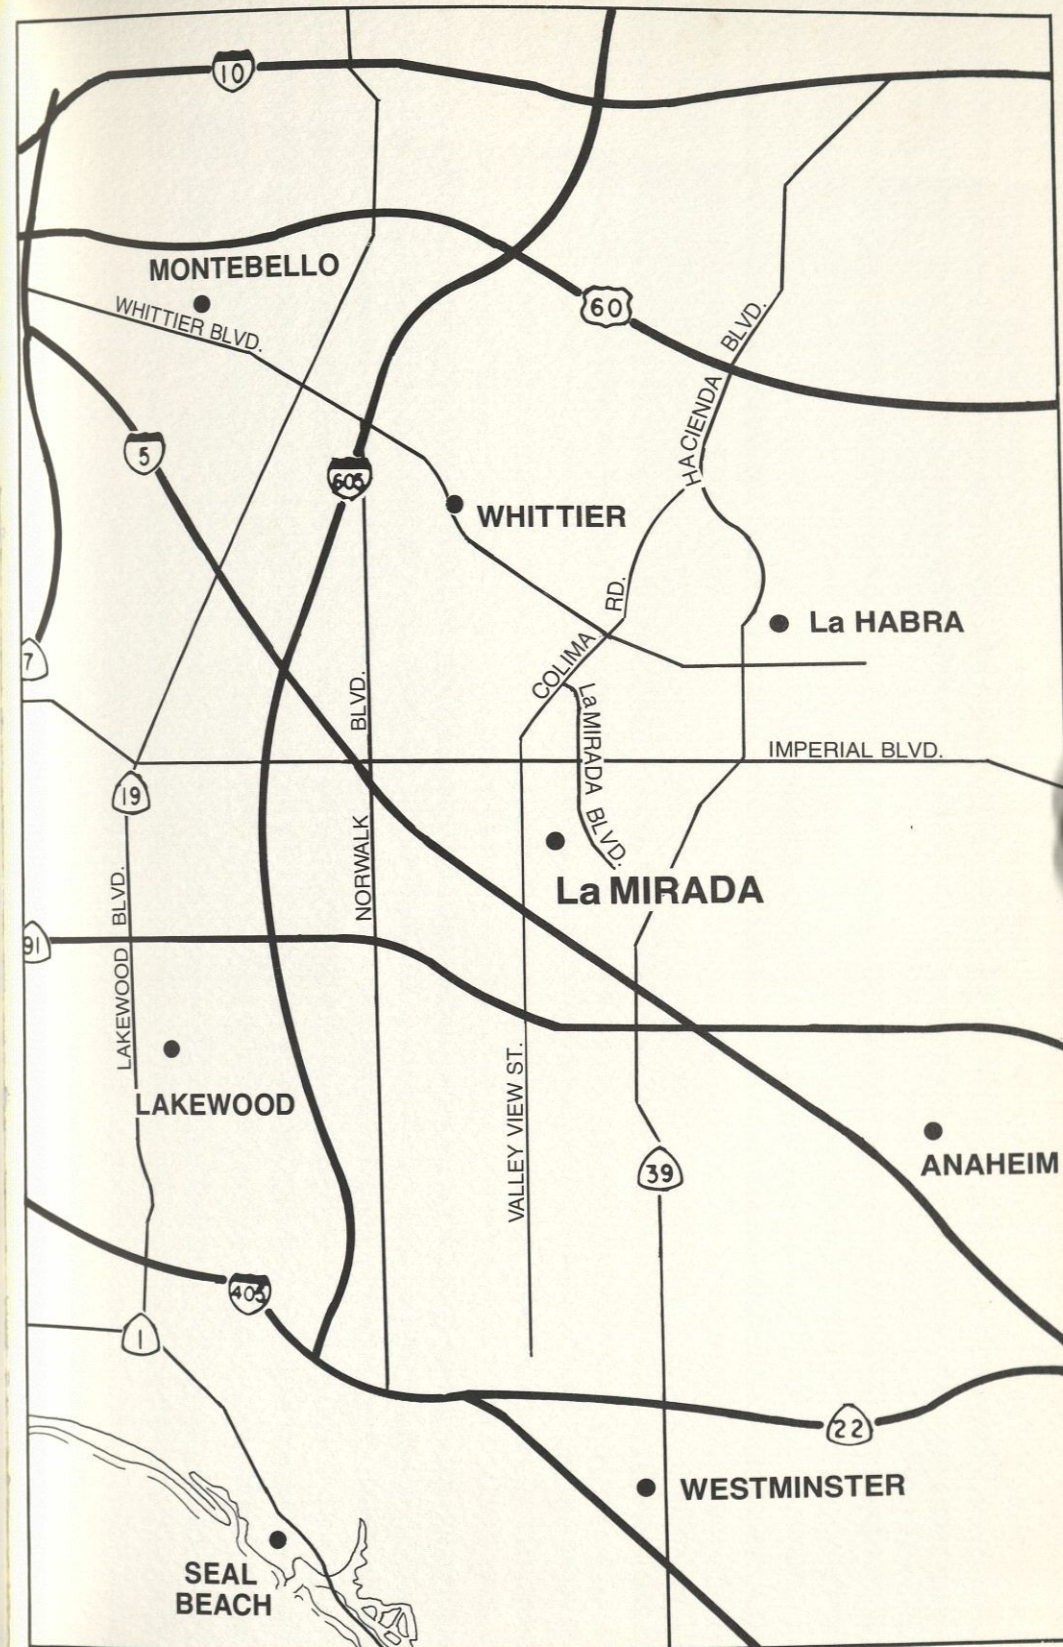 10
MONTEBELLO
WHITTIER BLVD.
60
HACIENDA BLVD.
5
605
WHITTIER
COLIMA RD.
La HABRA
7
La MIRADA BLVD.
IMPERIAL BLVD.
19
NORWALK BLVD.
La MIRADA
LAKEWOOD BLVD.
91
LAKEWOOD
VALLEY VIEW ST.
39
ANAHEIM
405
1
22
WESTMINSTER
SEAL
BEACH